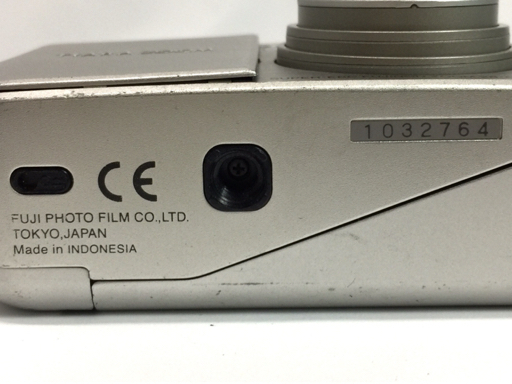 1032764
CE
FUJI PHOTO FILM CO.,LTD.
TOKYO,JAPAN
Made in INDONESIA